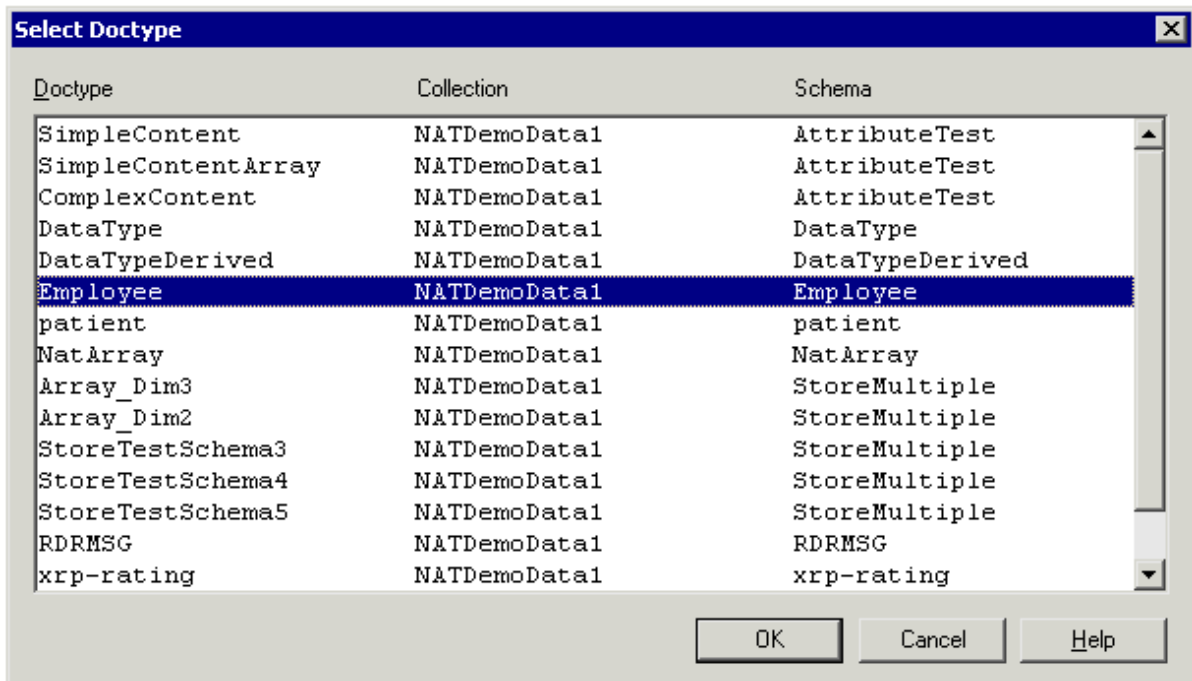 Select Doctype
Doctype Collection Schema
SimpleContent NATDemoData1 AttributeTest
SimpleContentArray NATDemoData1 AttributeTest
ComplexContent NATDemoData1 AttributeTest
DataType NATDemoData1 DataType
DataTypeDerived NATDemoData1 DataTypeDerived
Employee NATDemoData1 Employee
patient NATDemoData1 patient
NatArray NATDemoData1 NatArray
Array_Dim3 NATDemoData1 StoreMultiple
Array_Dim2 NATDemoData1 StoreMultiple
StoreTestSchema3 NATDemoData1 StoreMultiple
StoreTestSchema4 NATDemoData1 StoreMultiple
StoreTestSchema5 NATDemoData1 StoreMultiple
RDRMSG NATDemoData1 RDRMSG
xrp-rating NATDemoData1 xrp-rating
OK Cancel Help